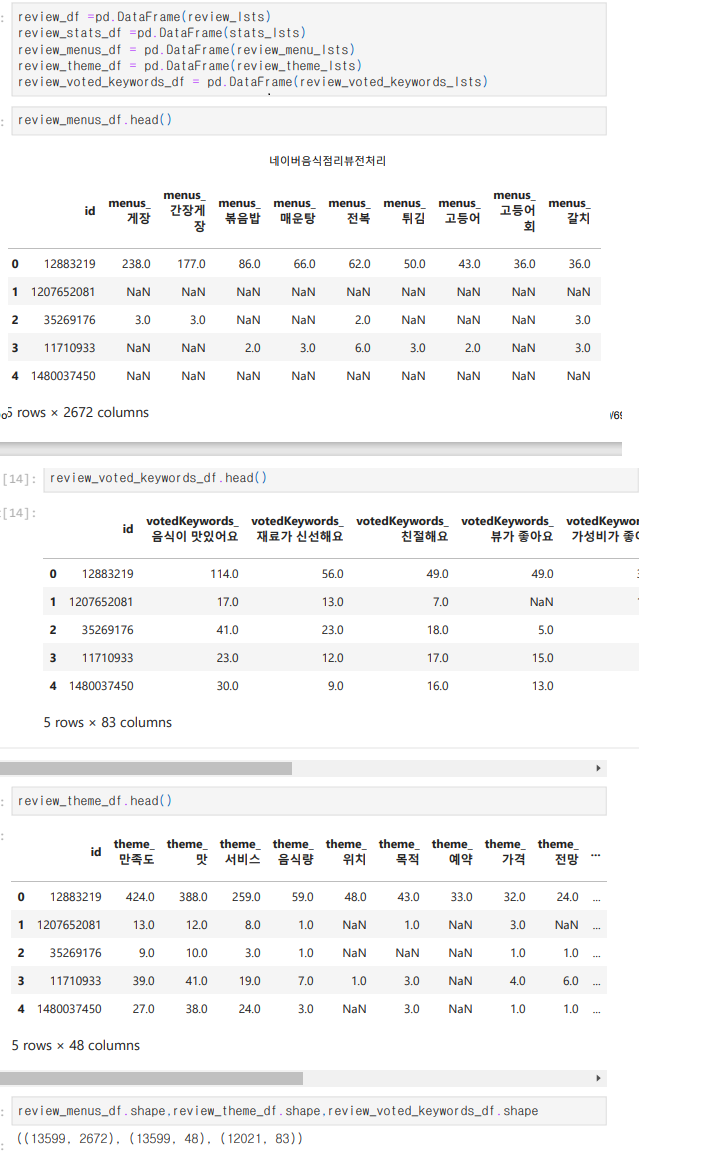 : review_df =pd.DataFrame(review_lsts)
review_stats_df =pd.DataFrame(stats_lsts)
review_menus_df = pd.DataFrame(review_menu_lsts)
review_theme_df = pd.DataFrame(review_theme_lsts)
review_voted_keywords_df = pd.DataFrame(review_voted_keywords_lsts)
: review_menus_df.head()
네이버음식점리뷰전처리
id menus_게장 menus_간장게장 menus_볶음밥 menus_매운탕 menus_전복 menus_튀김 menus_고등어 menus_고등어회 menus_갈치
0 12883219 238.0 177.0 86.0 66.0 62.0 50.0 43.0 36.0 36.0
1 1207652081 NaN NaN NaN NaN NaN NaN NaN NaN NaN
2 35269176 3.0 3.0 NaN NaN 2.0 NaN NaN NaN 3.0
3 11710933 NaN NaN 2.0 3.0 6.0 3.0 2.0 NaN 3.0
4 1480037450 NaN NaN NaN NaN NaN NaN NaN NaN NaN
5 rows × 2672 columns
[14]: review_voted_keywords_df.head()
[14]:
id votedKeywords_음식이 맛있어요 votedKeywords_재료가 신선해요 votedKeywords_친절해요 votedKeywords_뷰가 좋아요 votedKeywor 가성비가
0 12883219 114.0 56.0 49.0 49.0
1 1207652081 17.0 13.0 7.0 NaN
2 35269176 41.0 23.0 18.0 5.0
3 11710933 23.0 12.0 17.0 15.0
4 1480037450 30.0 9.0 16.0 13.0
5 rows × 83 columns
: review_theme_df.head()
:
id theme_만족도 theme_맛 theme_서비스 theme_음식량 theme_위치 theme_목적 theme_예약 theme_가격 theme_전망 ...
0 12883219 424.0 388.0 259.0 59.0 48.0 43.0 33.0 32.0 24.0 ...
1 1207652081 13.0 12.0 8.0 1.0 NaN 1.0 NaN 3.0 NaN ...
2 35269176 9.0 10.0 3.0 1.0 NaN NaN NaN 1.0 1.0 ...
3 11710933 39.0 41.0 19.0 7.0 1.0 3.0 NaN 4.0 6.0 ...
4 1480037450 27.0 38.0 24.0 3.0 NaN 3.0 NaN 1.0 1.0 ...
5 rows × 48 columns
: review_menus_df.shape,review_theme_df.shape,review_voted_keywords_df.shape
: ((13599, 2672), (13599, 48), (12021, 83))